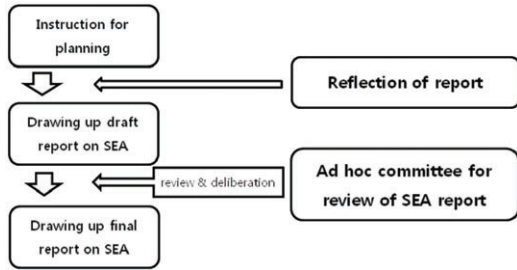 Instruction for
planning
Reflection of report
Drawing up draft
report on SEA
review & deliberation
Ad hoc committee for
review of SEA report
Drawing up final
report on SEA